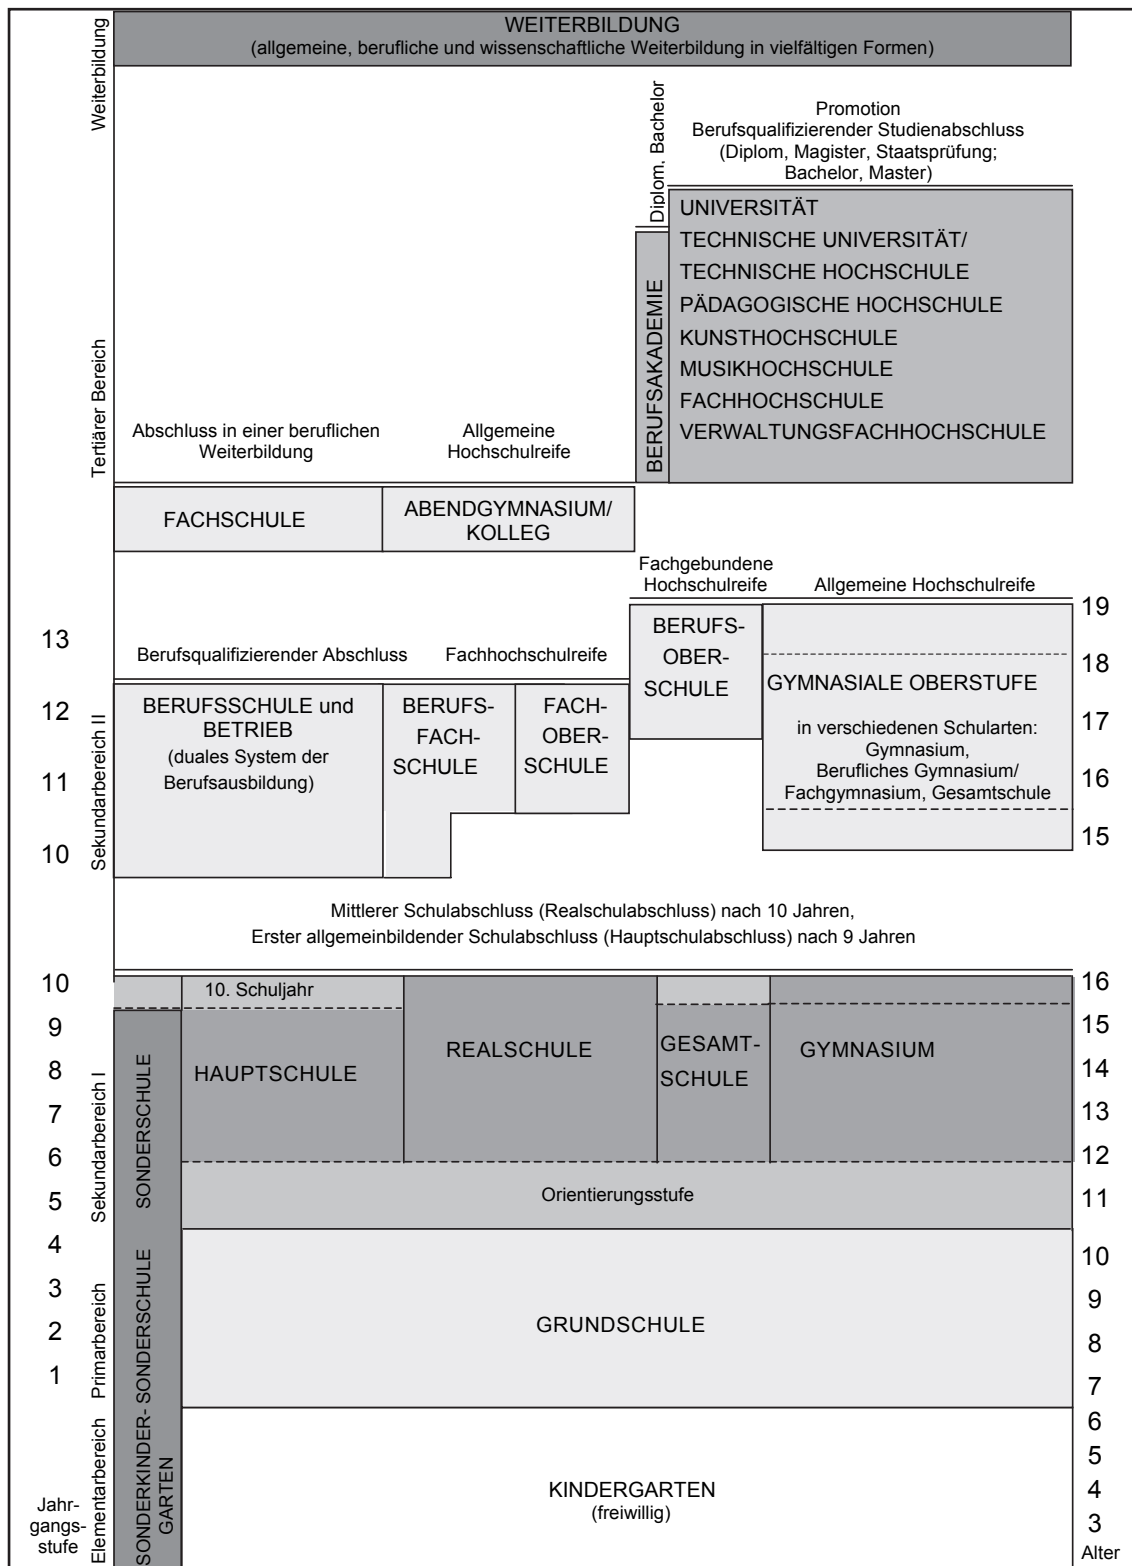 WEITERBILDUNG
(allgemeine, berufliche und wissenschaftliche Weiterbildung in vielfältigen Formen)
Weiterbildung
Diplom, Bachelor
Promotion
Berufsqualifizierender Studienabschluss
(Diplom, Magister, Staatsprüfung;
Bachelor, Master)
Tertiärer Bereich
BERUFSAKADEMIE
UNIVERSITÄT
TECHNISCHE UNIVERSITÄT/
TECHNISCHE HOCHSCHULE
PÄDAGOGISCHE HOCHSCHULE
KUNSTHOCHSCHULE
MUSIKHOCHSCHULE
FACHHOCHSCHULE
VERWALTUNGSFACHHOCHSCHULE
Abschluss in einer beruflichen
Weiterbildung
Allgemeine
Hochschulreife
FACHSCHULE
ABENDGYMNASIUM/
KOLLEG
Fachgebundene
Hochschulreife
Allgemeine Hochschulreife
13
12
11
10
Sekundarbereich II
Berufsqualifizierender Abschluss
Fachhochschulreife
BERUFSSCHULE und
BETRIEB
(duales System der
Berufsausbildung)
BERUFS-
FACH-
SCHULE
FACH-
OBER-
SCHULE
BERUFS-
OBER-
SCHULE
GYMNASIALE OBERSTUFE
in verschiedenen Schularten:
Gymnasium,
Berufliches Gymnasium/
Fachgymnasium, Gesamtschule
19
18
17
16
15
Mittlerer Schulabschluss (Realschulabschluss) nach 10 Jahren,
Erster allgemeinbildender Schulabschluss (Hauptschulabschluss) nach 9 Jahren
10
9
8
7
6
5
4
3
2
1
Jahr-
gangs-
stufe
Sekundarbereich I
Primarbereich
Elementarbereich
SONDERSCHULE
SONDERSCHULE
SONDERKINDER-
GARTEN
10. Schuljahr
HAUPTSCHULE
REALSCHULE
GESAMT-
SCHULE
GYMNASIUM
Orientierungsstufe
GRUNDSCHULE
KINDERGARTEN
(freiwillig)
16
15
14
13
12
11
10
9
8
7
6
5
4
3
Alter